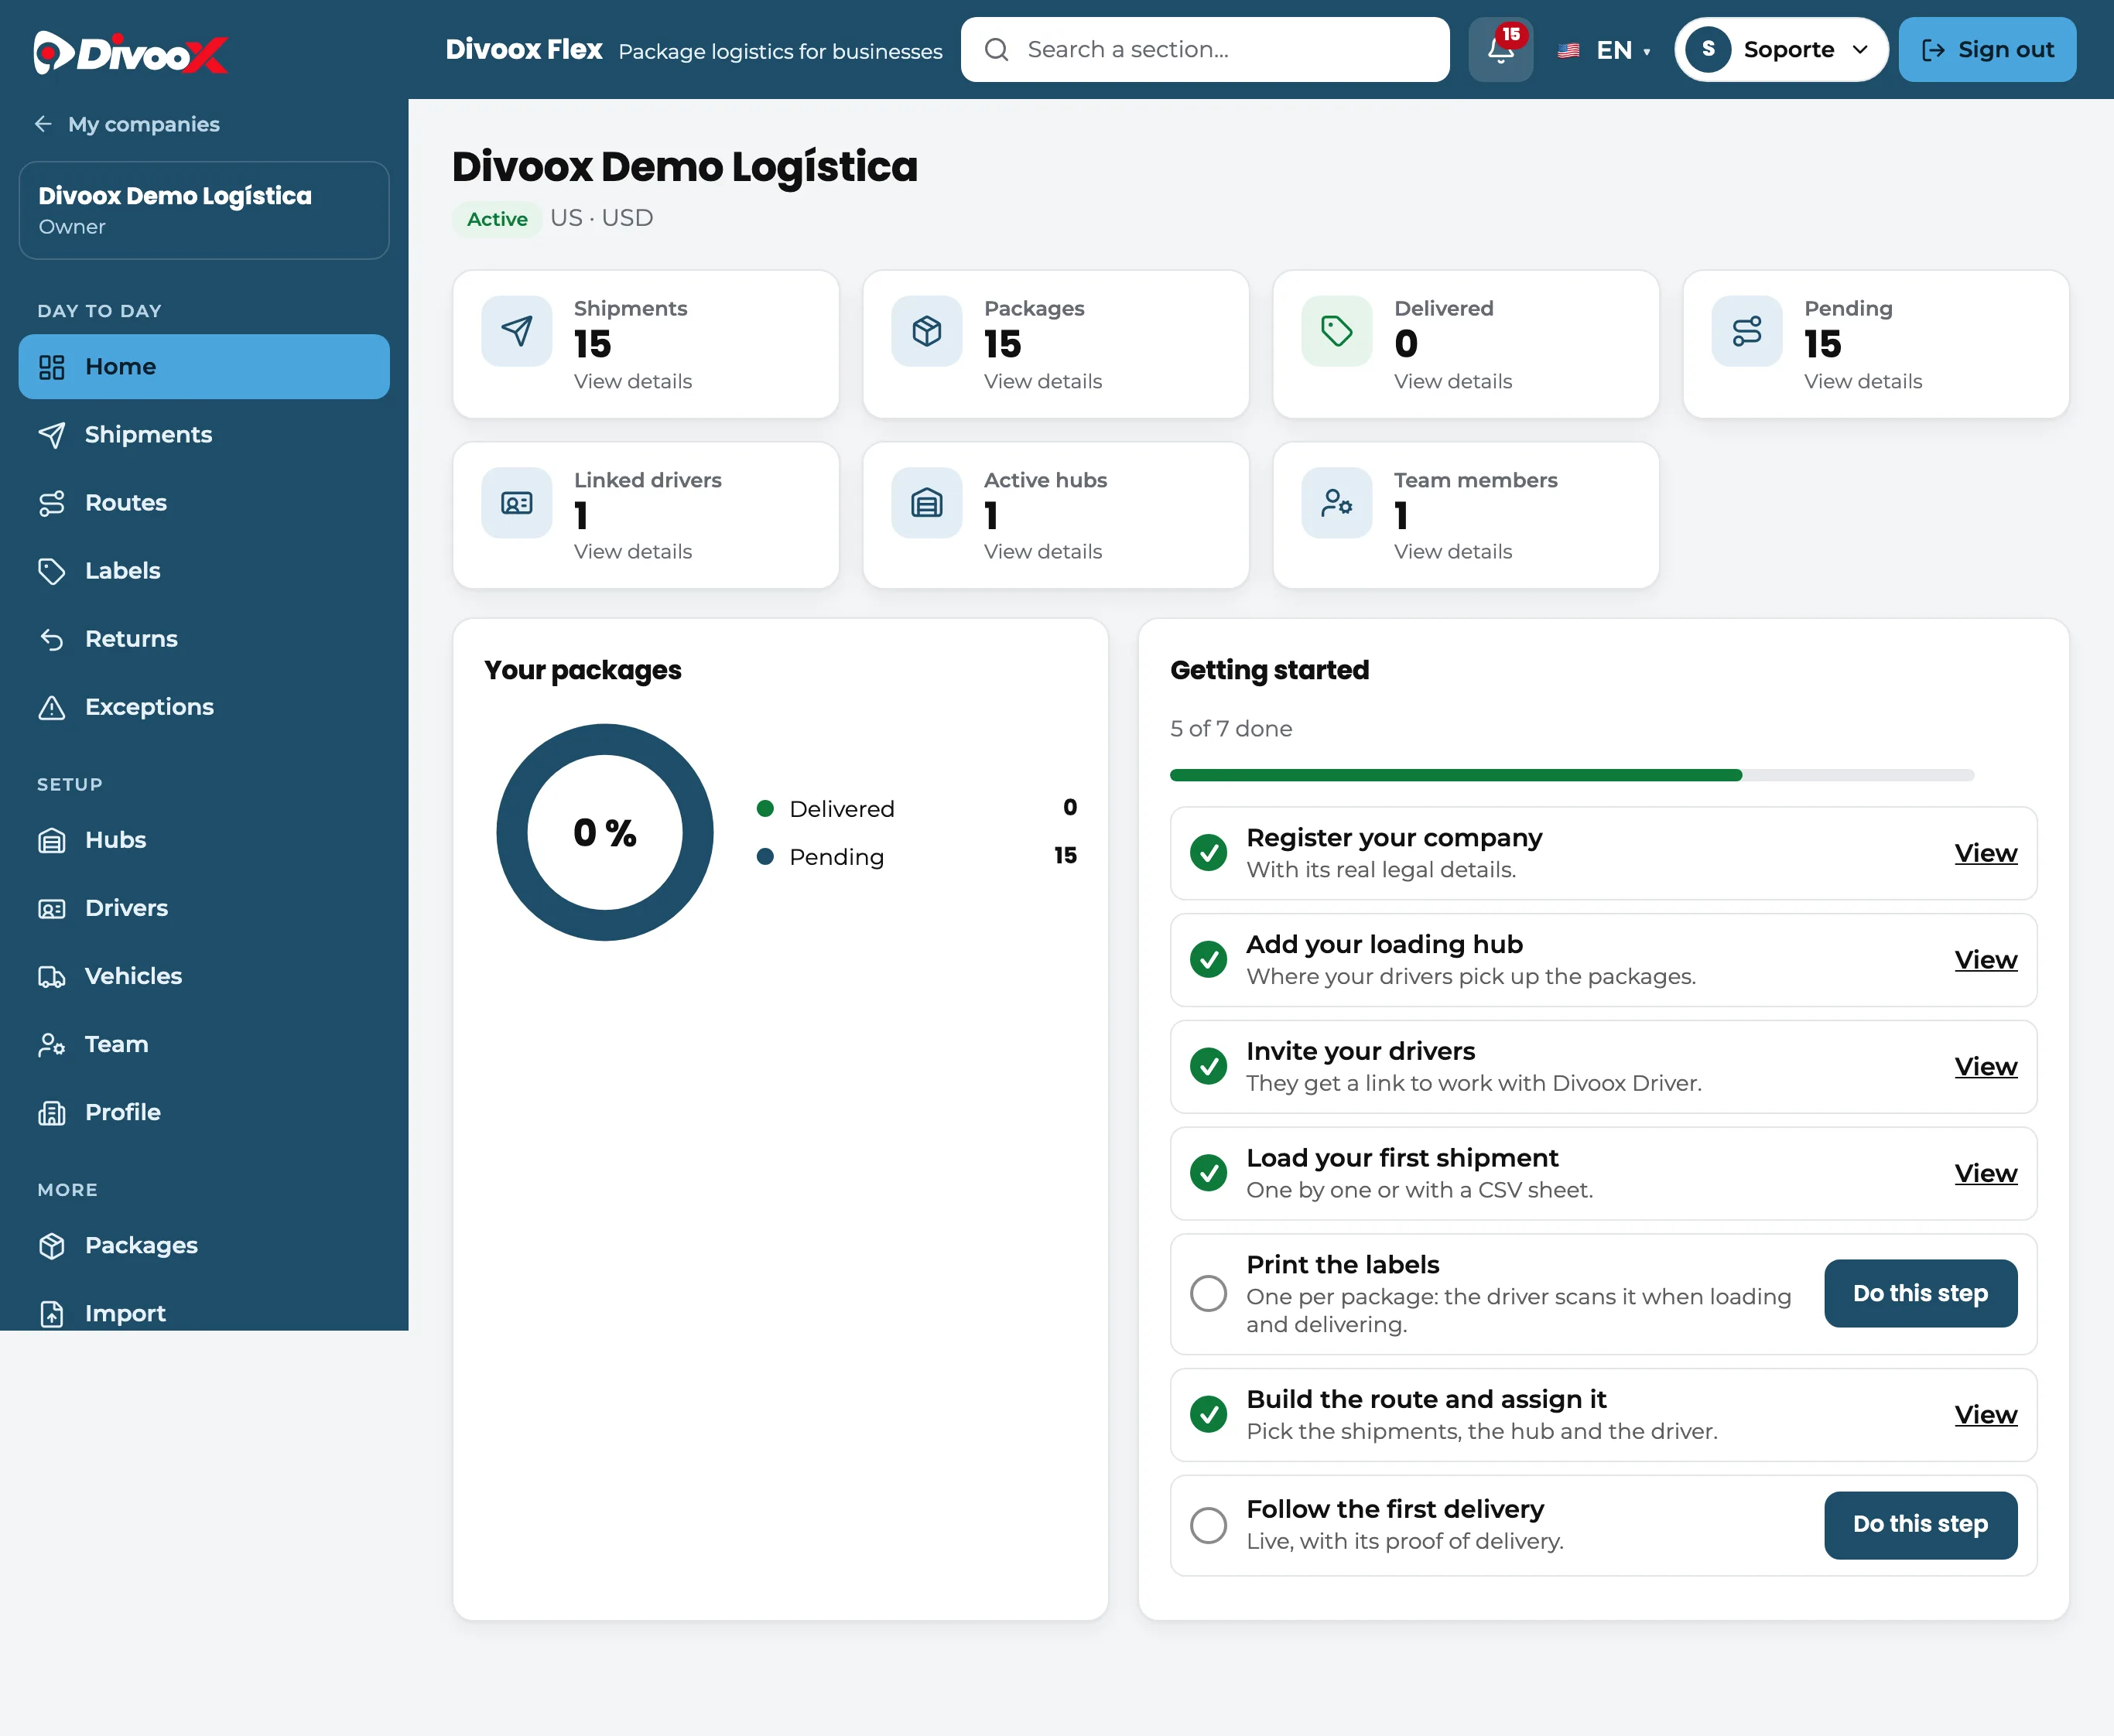 DivooX
Divoox Flex Package logistics for businesses
Search a section...
15
EN
S
Soporte
Sign out
My companies
Divoox Demo Logística
Owner
DAY TO DAY
Home
Shipments
Routes
Labels
Returns
Exceptions
SETUP
Hubs
Drivers
Vehicles
Team
Profile
MORE
Packages
Import
Divoox Demo Logística
Active US · USD
Shipments
15
View details
Packages
15
View details
Delivered
0
View details
Pending
15
View details
Linked drivers
1
View details
Active hubs
1
View details
Team members
1
View details
Your packages
0 %
Delivered 0
Pending 15
Getting started
5 of 7 done
Register your company
With its real legal details.
View
Add your loading hub
Where your drivers pick up the packages.
View
Invite your drivers
They get a link to work with Divoox Driver.
View
Load your first shipment
One by one or with a CSV sheet.
View
Print the labels
One per package: the driver scans it when loading
and delivering.
Do this step
Build the route and assign it
Pick the shipments, the hub and the driver.
View
Follow the first delivery
Live, with its proof of delivery.
Do this step